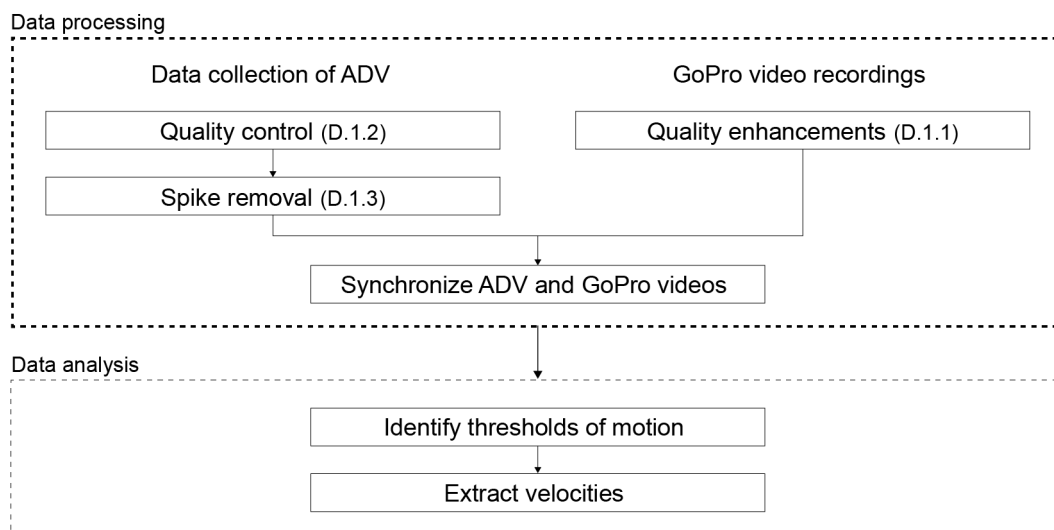 Data processing
Data collection of ADV
GoPro video recordings
Quality control (D.1.2)
Quality enhancements (D.1.1)
Spike removal (D.1.3)
Synchronize ADV and GoPro videos
Data analysis
Identify thresholds of motion
Extract velocities